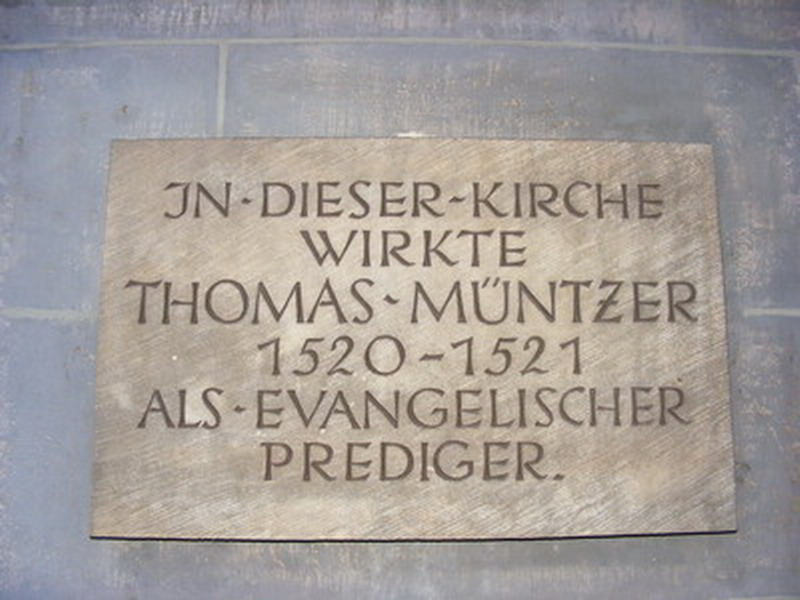 IN·DIESER-KIRCHE
WIRKTE
THOMAS·MÜNTZER
1520-1521
ALS·EVANGELISCHER
PREDIGER.